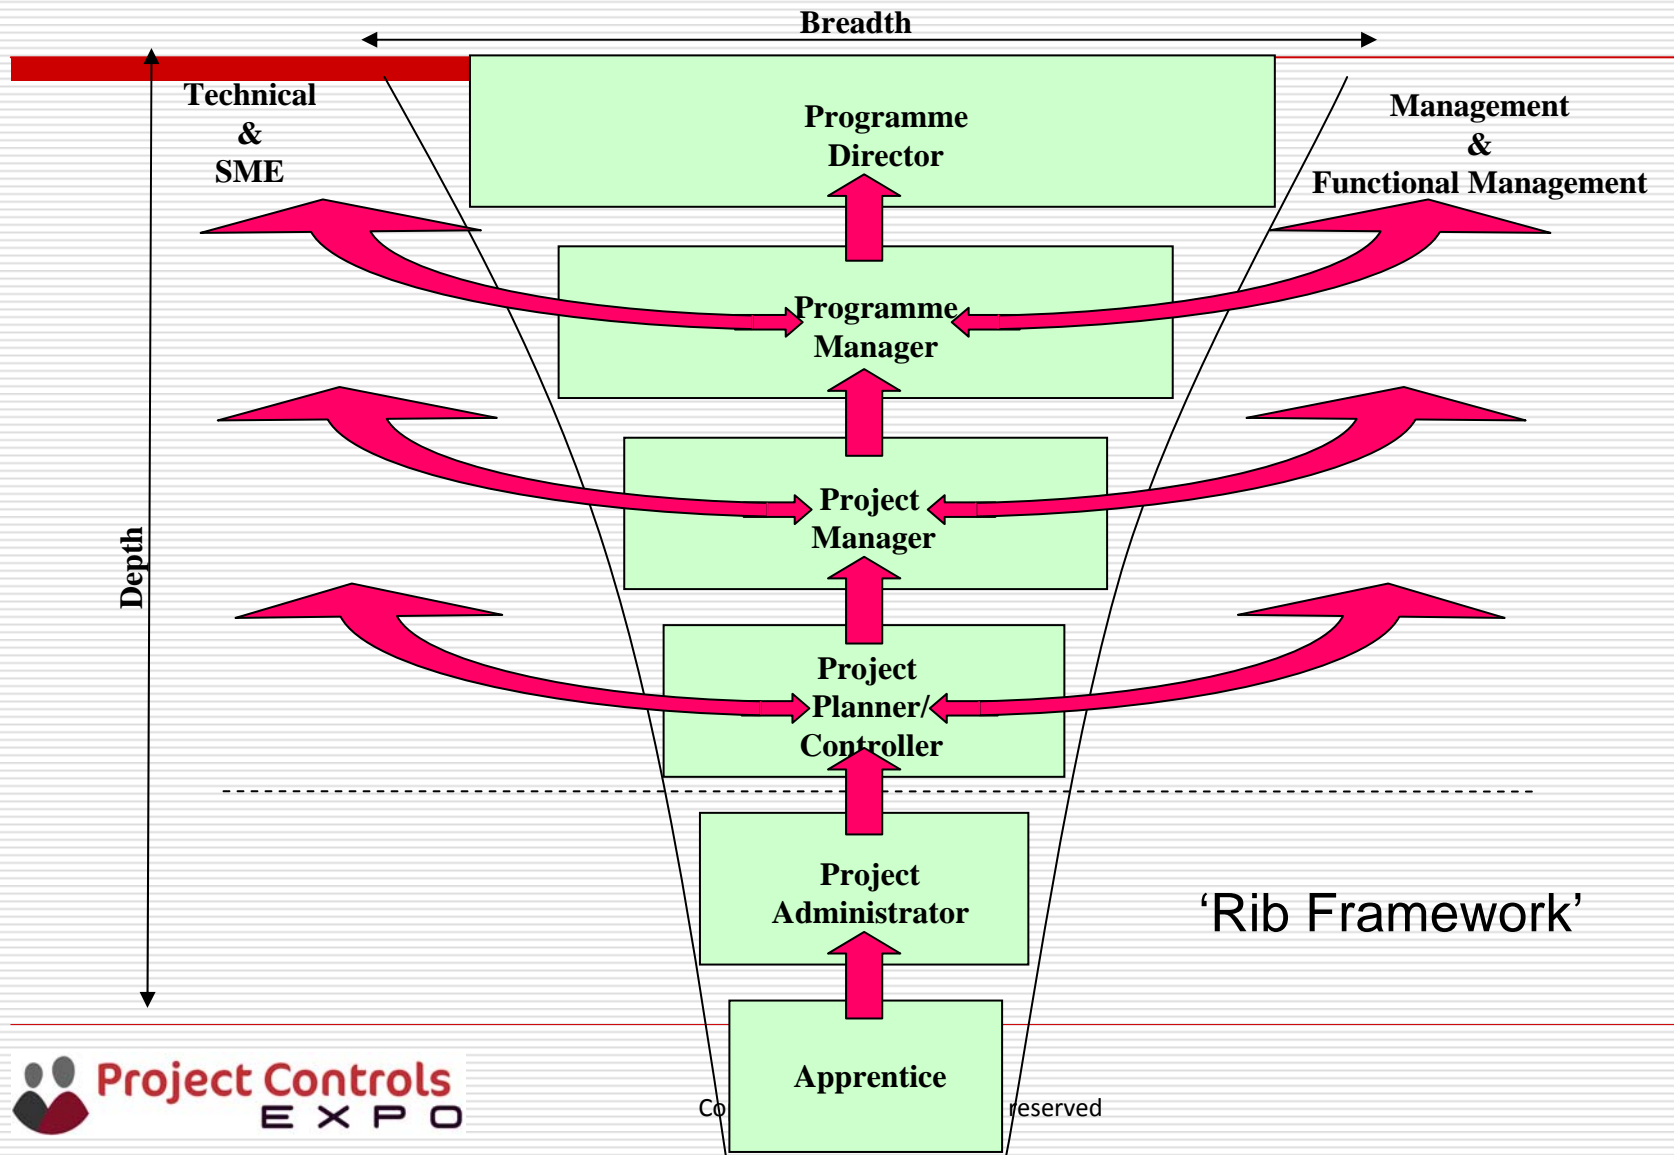 Breadth
Technical
&
SME
Programme
Director
Management
&
Functional Management
Programme
Manager
Project
Manager
Depth
Project
Planner/
Controller
Project
Administrator
‘Rib Framework’
Apprentice
Project Controls
EXPO
reserved